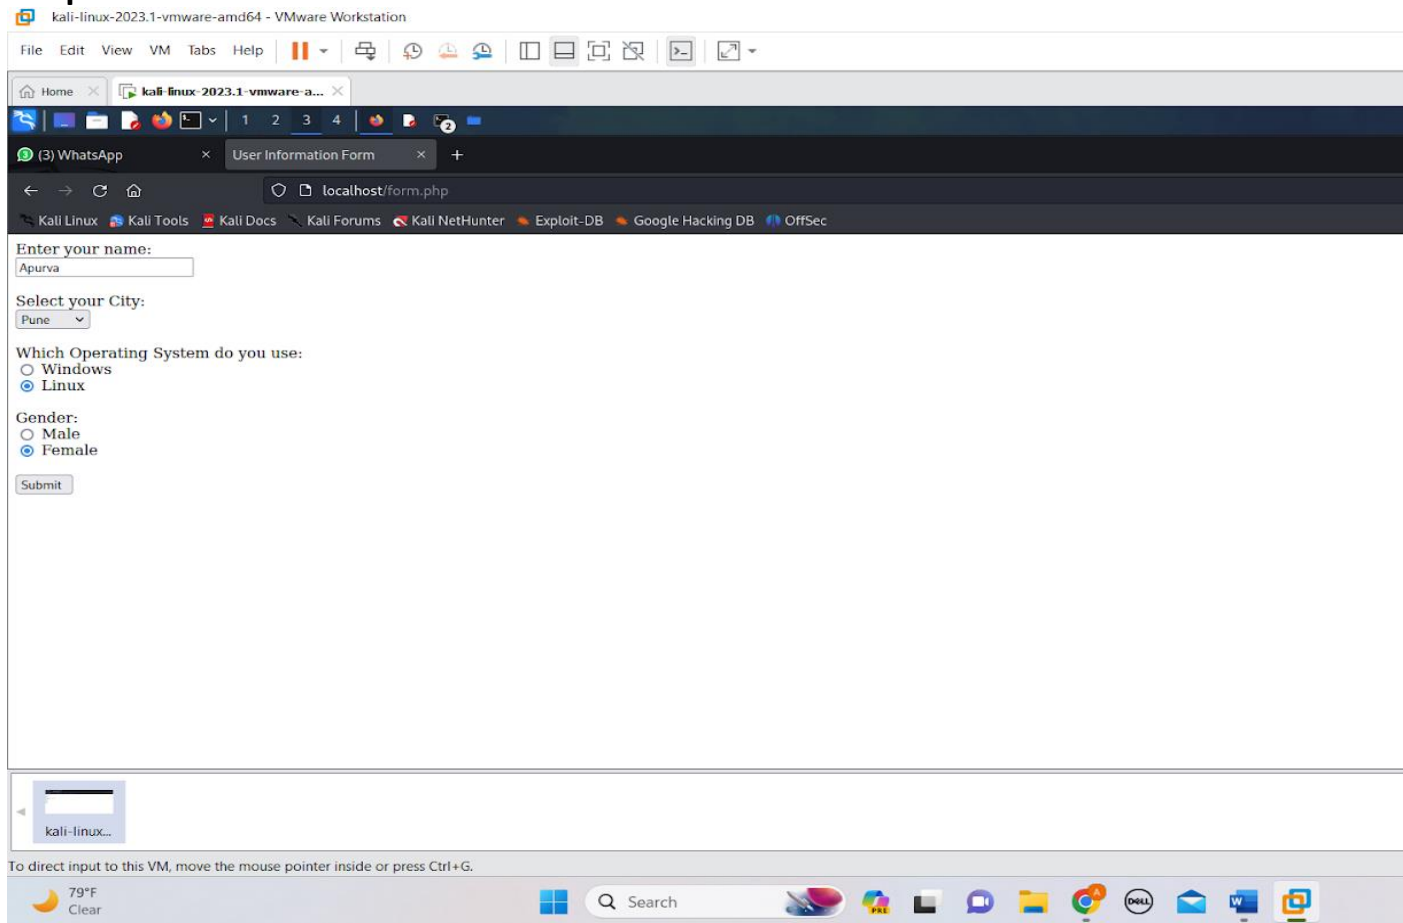 kali-linux-2023.1-vmware-amd64 - VMware Workstation
File Edit View VM Tabs Help
Home kali-linux-2023.1-vmware-a...
1 2 3 4 2
(3) WhatsApp User Information Form
localhost/form.php
Kali Linux Kali Tools Kali Docs Kali Forums Kali NetHunter Exploit-DB Google Hacking DB OffSec
Enter your name:
Apurva
Select your City:
Pune
Which Operating System do you use:
Windows
Linux
Gender:
Male
Female
Submit
kali-linux...
To direct input to this VM, move the mouse pointer inside or press Ctrl+G.
79°F
Clear
Search
PRE
DELL
W